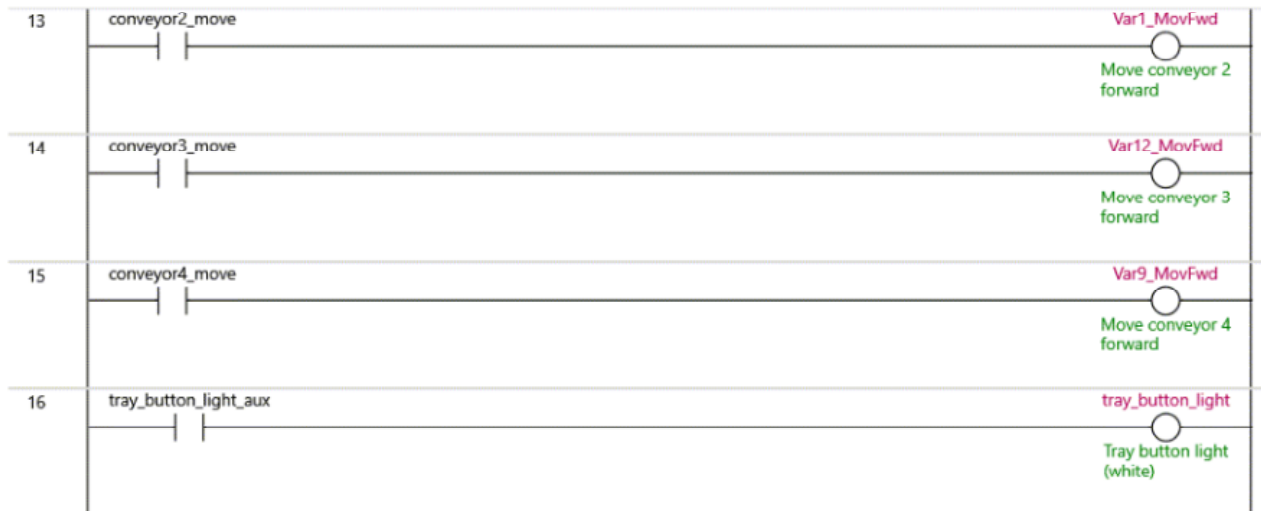 13
conveyor2_move
Var1_MovFwd
Move conveyor 2
forward
14
conveyor3_move
Var12_MovFwd
Move conveyor 3
forward
15
conveyor4_move
Var9_MovFwd
Move conveyor 4
forward
16
tray_button_light_aux
tray_button_light
Tray button light
(white)